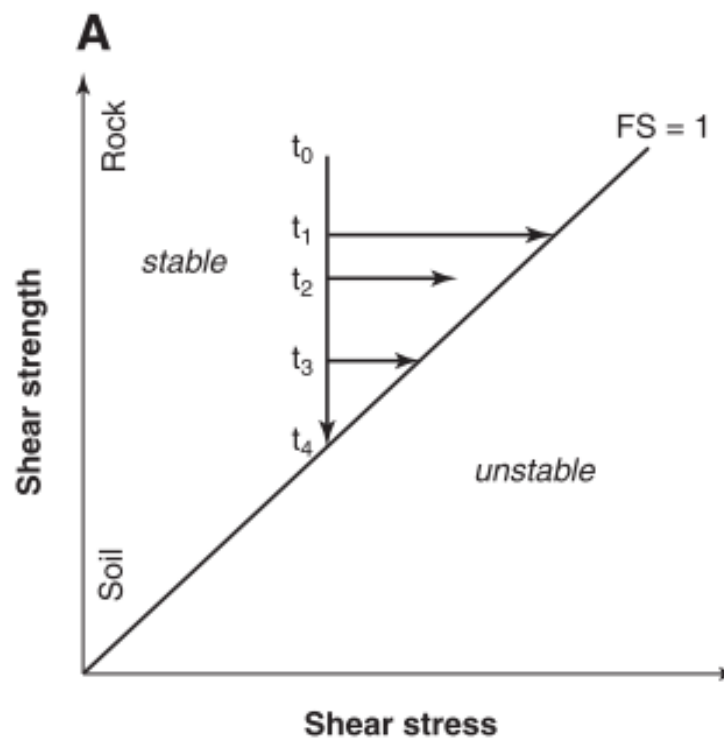 A
Rock
FS = 1
t0
t1
stable
t2
t3
t4
unstable
Shear strength
Soil
Shear stress